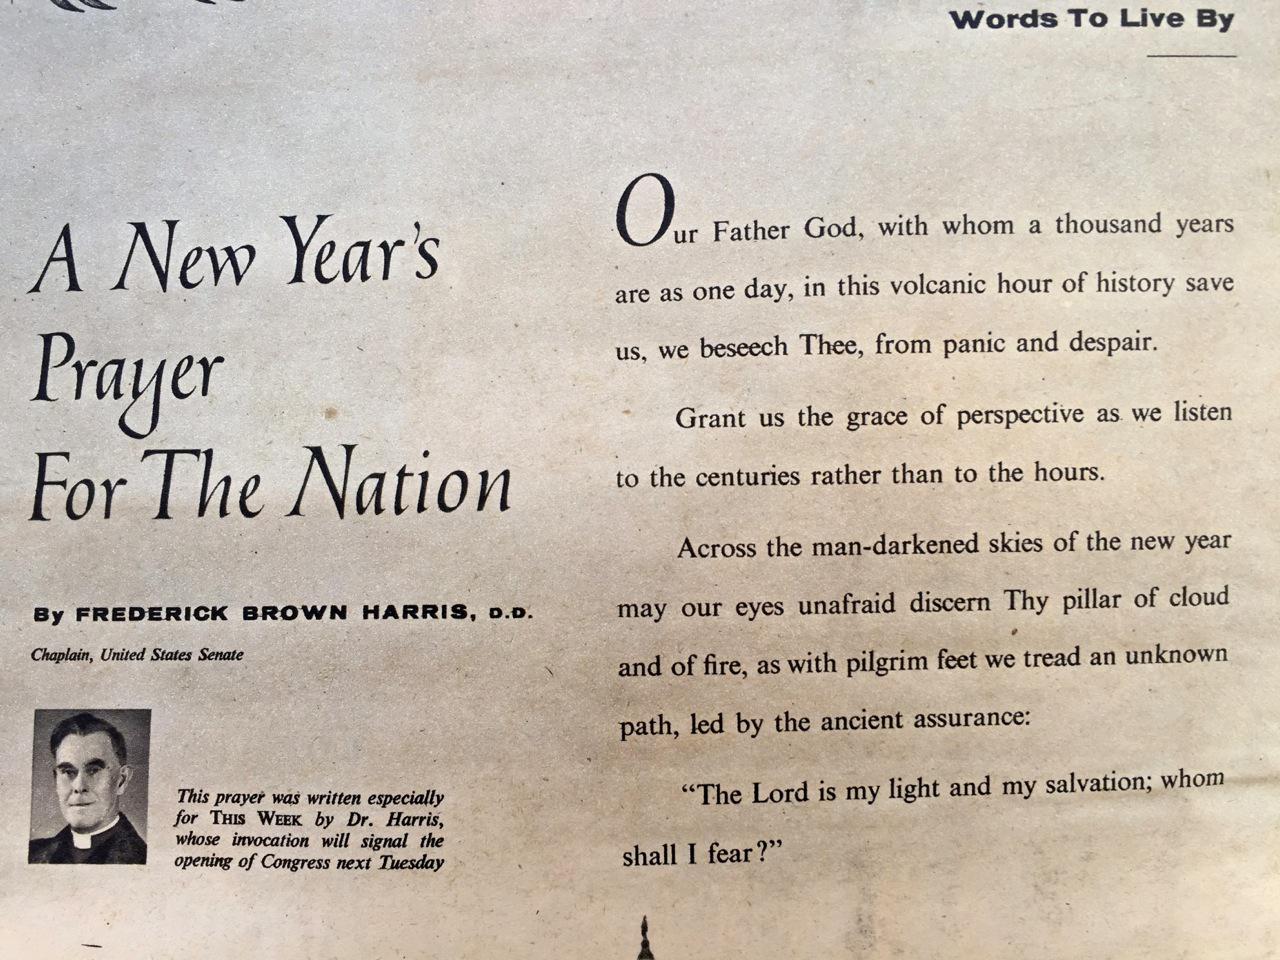 Words To Live By
A New Year's
Prayer
For The Nation
By FREDERICK BROWN HARRIS, D.D.
Chaplain, United States Senate
This prayer was written especially
for THIS WEEK by Dr. Harris,
whose invocation will signal the
opening of Congress next Tuesday
Our Father God, with whom a thousand years
are as one day, in this volcanic hour of history save
us, we beseech Thee, from panic and despair.
Grant us the grace of perspective as we listen
to the centuries rather than to the hours.
Across the man-darkened skies of the new year
may our eyes unafraid discern Thy pillar of cloud
and of fire, as with pilgrim feet we tread an unknown
path, led by the ancient assurance:
“The Lord is my light and my salvation; whom
shall I fear?”